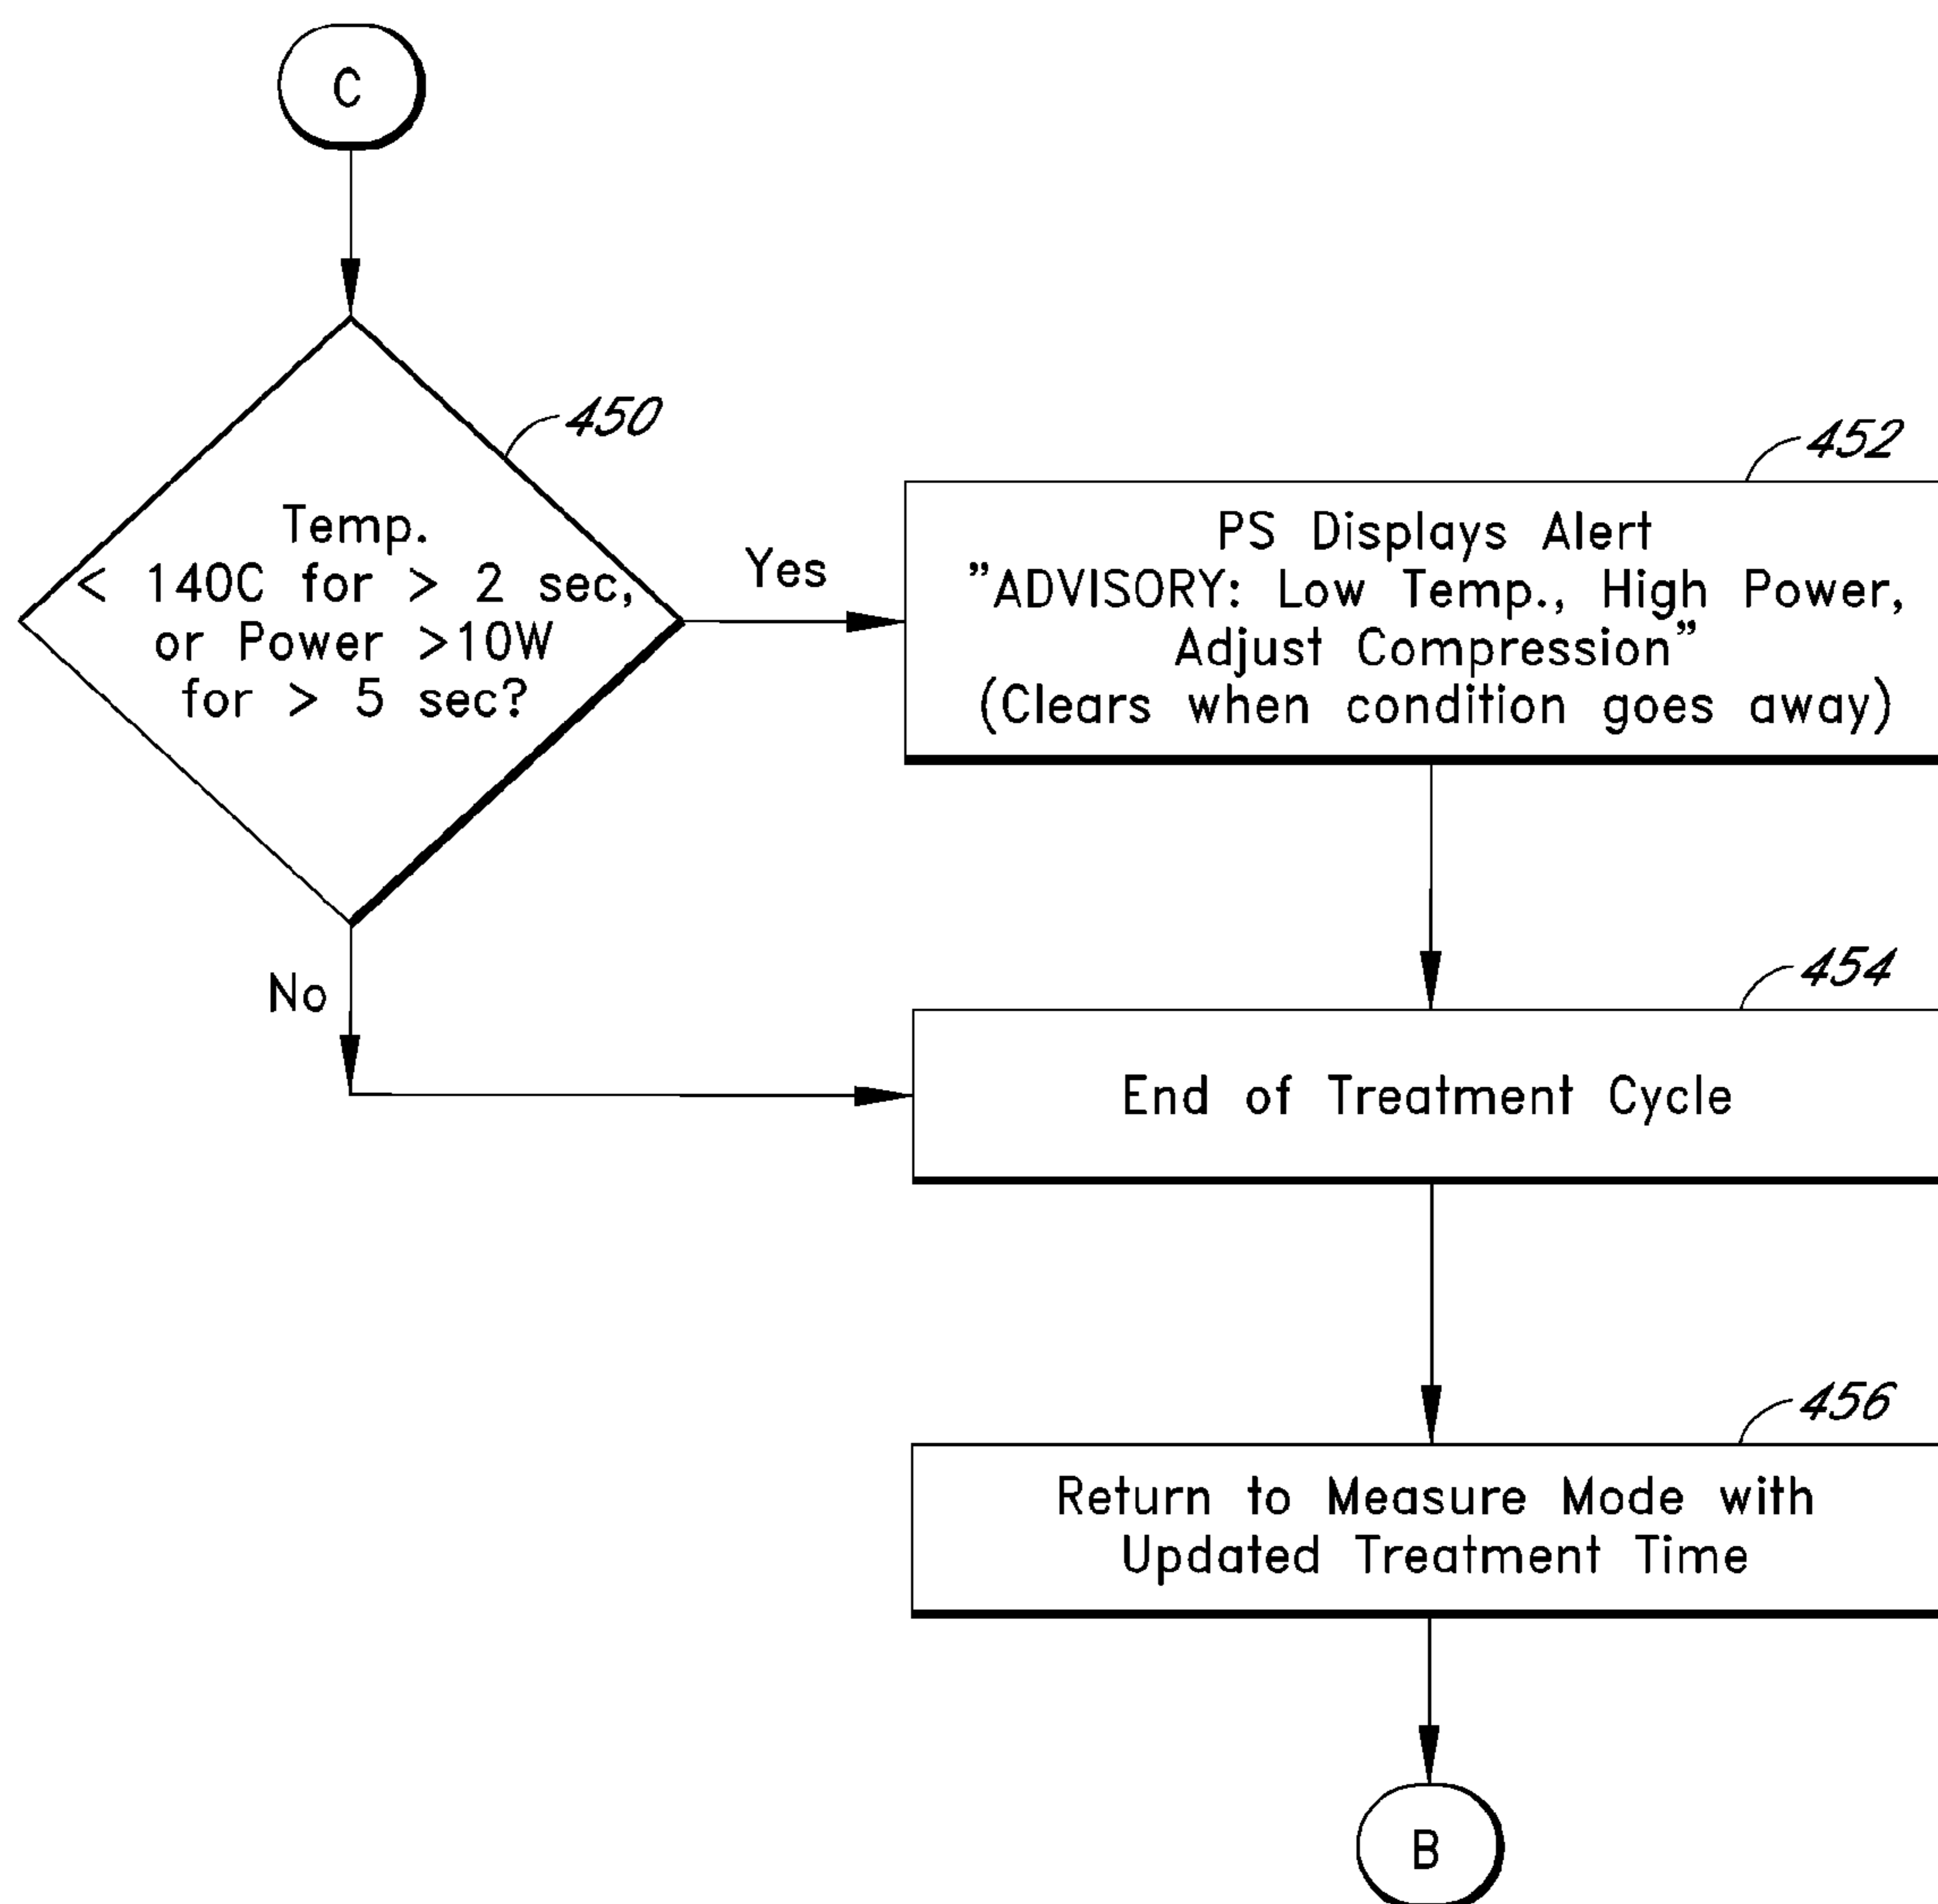 C
450
Temp.
< 140C for > 2 sec,
or Power >10W
for > 5 sec?
Yes
No
452
PS Displays Alert
”ADVISORY: Low Temp., High Power,
Adjust Compression”
(Clears when condition goes away)
454
End of Treatment Cycle
456
Return to Measure Mode with
Updated Treatment Time
B